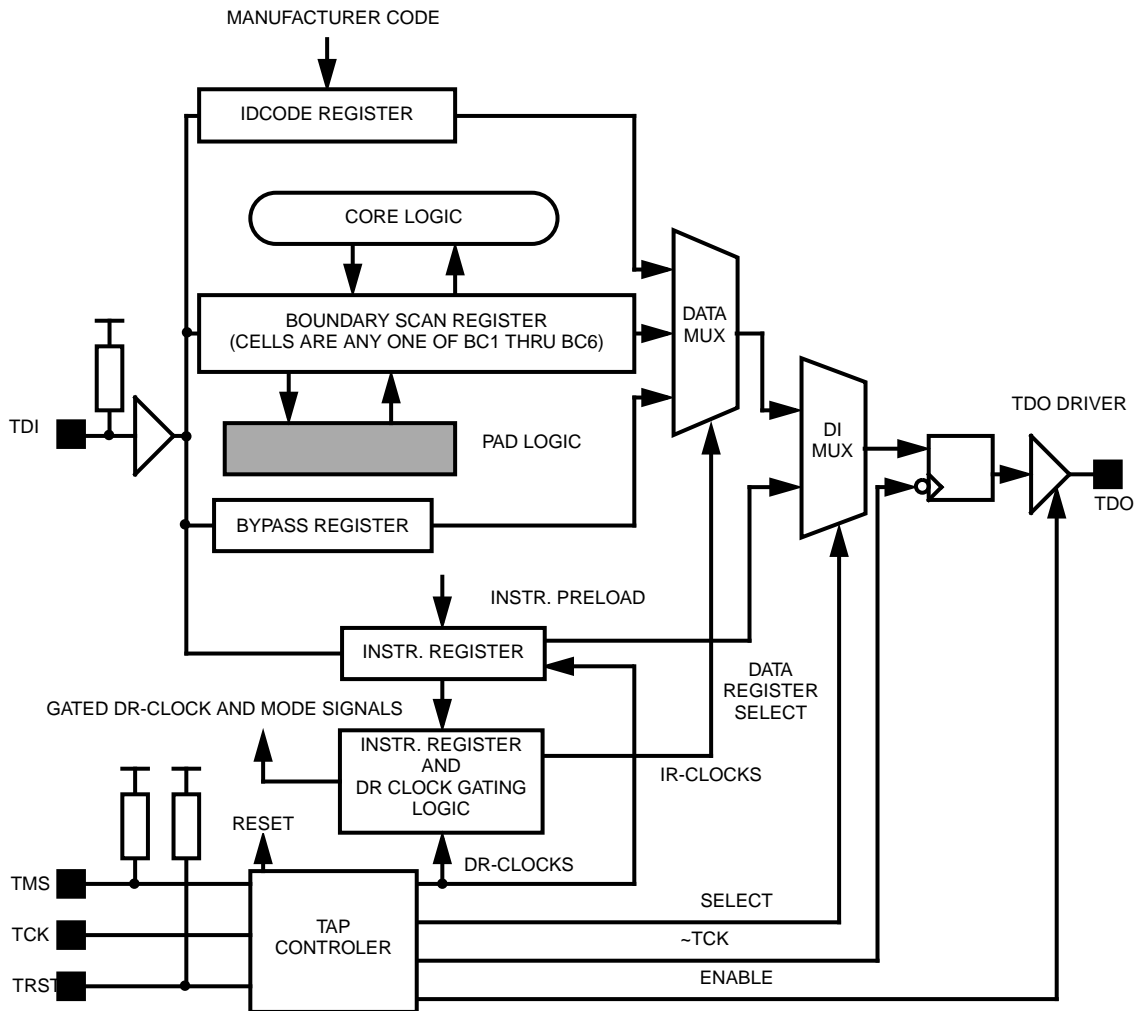 MANUFACTURER CODE
IDCODE REGISTER
CORE LOGIC
BOUNDARY SCAN REGISTER
(CELLS ARE ANY ONE OF BC1 THRU BC6)
DATA
MUX
TDI
PAD LOGIC
DI
MUX
TDO DRIVER
TDO
BYPASS REGISTER
INSTR. PRELOAD
INSTR. REGISTER
DATA
REGISTER
SELECT
GATED DR-CLOCK AND MODE SIGNALS
INSTR. REGISTER
AND
DR CLOCK GATING
LOGIC
IR-CLOCKS
RESET
DR-CLOCKS
TMS
TCK
TRST
TAP
CONTROLER
SELECT
~TCK
ENABLE